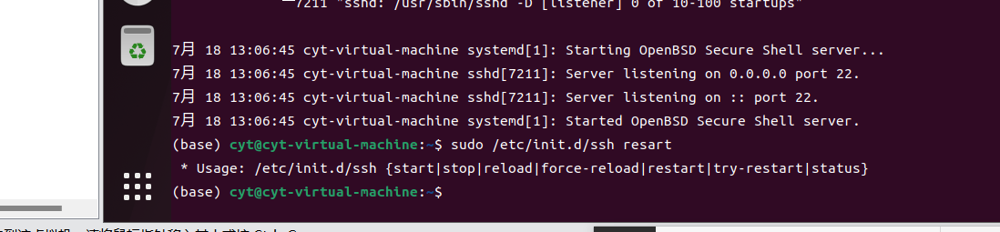 └─7211 "sshd: /usr/sbin/sshd -D [listener] 0 of 10-100 startups"
7月 18 13:06:45 cyt-virtual-machine systemd[1]: Starting OpenBSD Secure Shell server...
7月 18 13:06:45 cyt-virtual-machine sshd[7211]: Server listening on 0.0.0.0 port 22.
7月 18 13:06:45 cyt-virtual-machine sshd[7211]: Server listening on :: port 22.
7月 18 13:06:45 cyt-virtual-machine systemd[1]: Started OpenBSD Secure Shell server.
(base) cyt@cyt-virtual-machine:~$ sudo /etc/init.d/ssh resart
 * Usage: /etc/init.d/ssh {start|stop|reload|force-reload|restart|try-restart|status}
(base) cyt@cyt-virtual-machine:~$